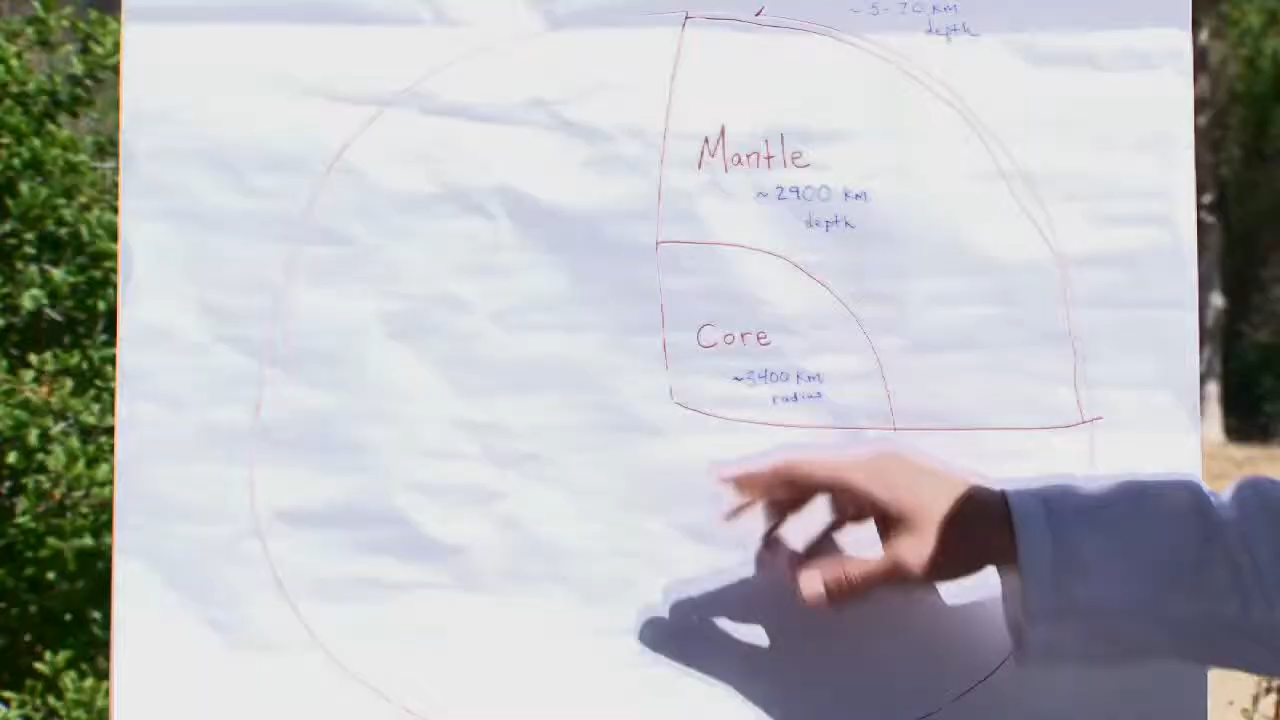 ~ 5-70 Km
depth
Mantle
~2900 Km
depth
Core
~3400 Km
radius